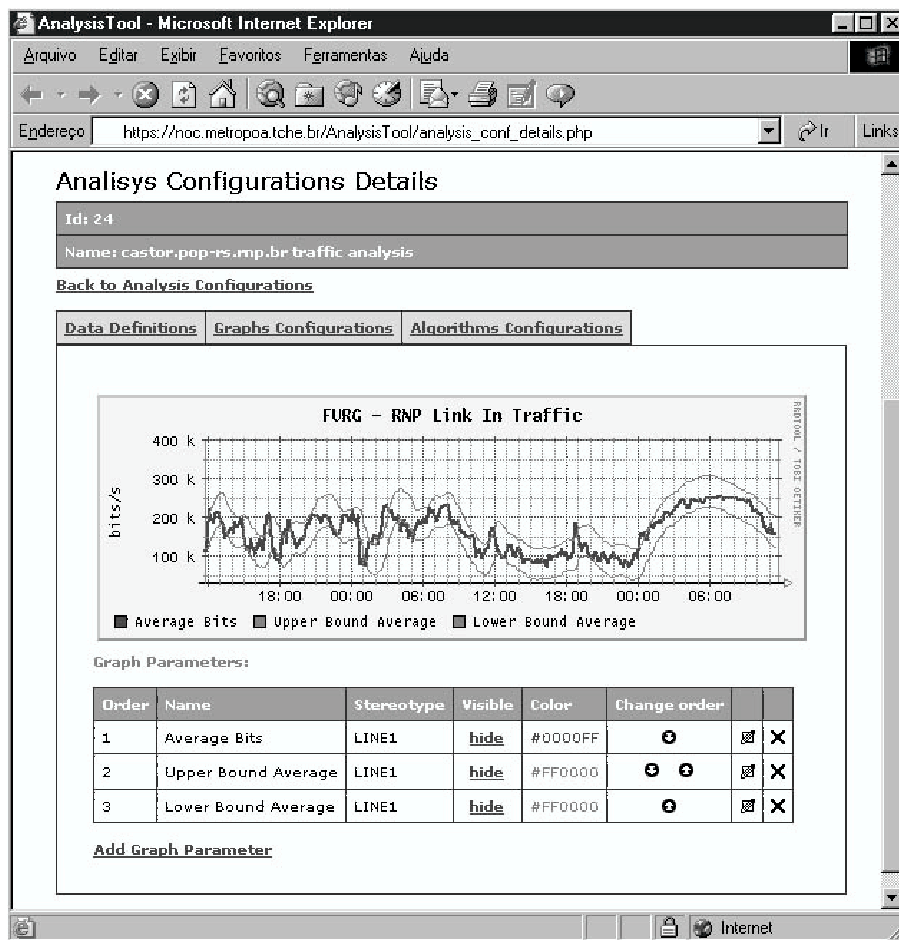 AnalysisTool - Microsoft Internet Explorer
Arquivo Editar Exibir Favoritos Ferramentas Ajuda
Endereço https://noc.metropoa.tche.br/AnalysisTool/analysis_conf_details.php Ir Links
Analisys Configurations Details
Id: 24
Name: castor.pop-rs.rnp.br traffic analysis
Back to Analysis Configurations
Data Definitions Graphs Configurations Algorithms Configurations
FURG - RNP Link In Traffic
RRDTOOL / TOBI OETIKER
bits/s
400 k
300 k
200 k
100 k
18:00 00:00 06:00 12:00 18:00 00:00 06:00
Average Bits Upper Bound Average Lower Bound Average
Graph Parameters:
Order Name Stereotype Visible Color Change order
1 Average Bits LINE1 hide #0000FF
2 Upper Bound Average LINE1 hide #FF0000
3 Lower Bound Average LINE1 hide #FF0000
Add Graph Parameter
Internet